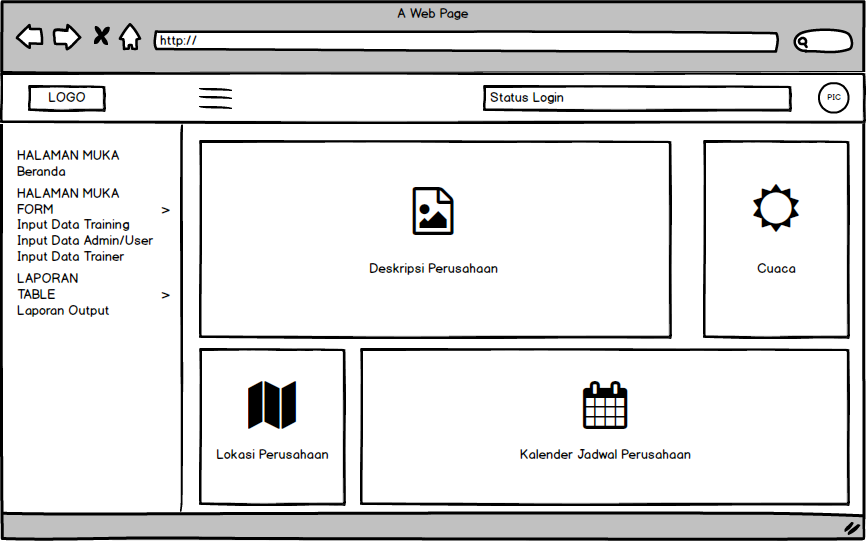 A Web Page
http://
LOGO
Status Login
PIC
HALAMAN MUKA
Beranda
HALAMAN MUKA
FORM >
Input Data Training
Input Data Admin/User
Input Data Trainer
LAPORAN
TABLE >
Laporan Output
Deskripsi Perusahaan
Cuaca
Lokasi Perusahaan
Kalender Jadwal Perusahaan